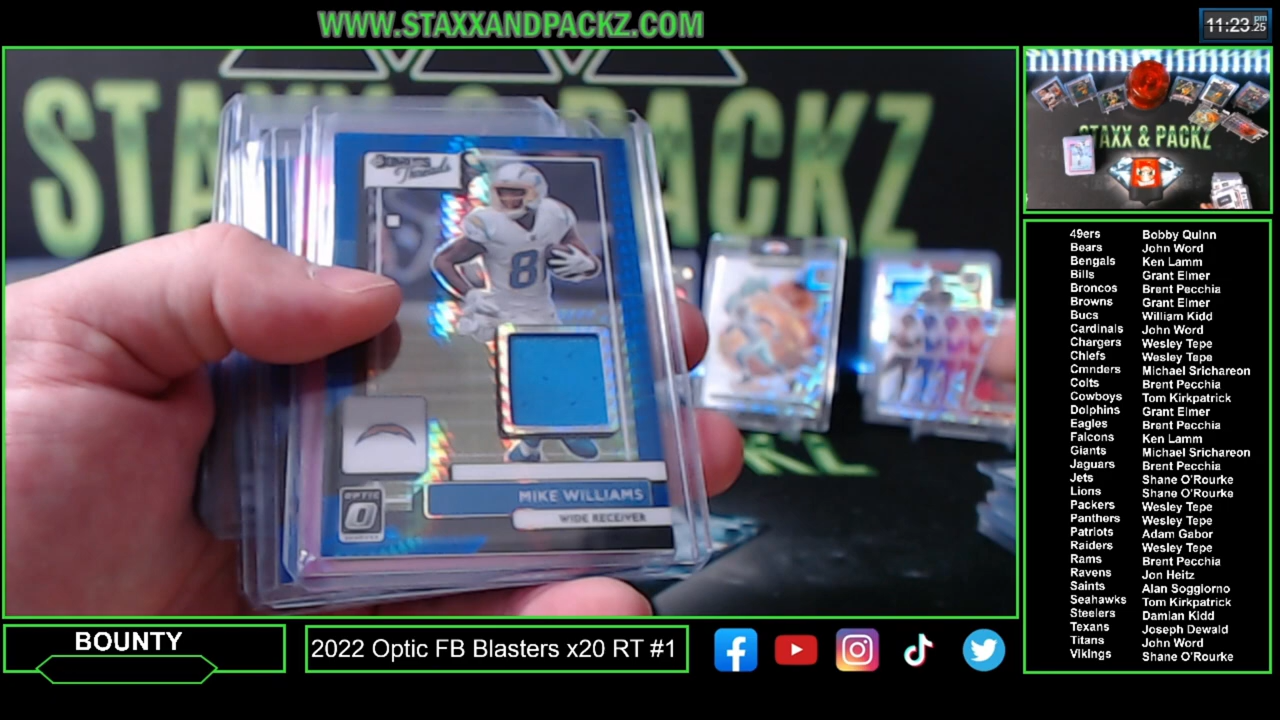 WWW.STAXXANDPACKZ.COM
11:23 pm
.25
STAXX & PACKZ
Threads
8
MIKE WILLIAMS
WIDE RECEIVER
OPTIC
STAXX & PACKZ
49ers Bobby Quinn
Bears John Word
Bengals Ken Lamm
Bills Grant Elmer
Broncos Brent Pecchia
Browns Grant Elmer
Bucs William Kidd
Cardinals John Word
Chargers Wesley Tepe
Chiefs Wesley Tepe
Cmnders Michael Srichareon
Colts Brent Pecchia
Cowboys Tom Kirkpatrick
Dolphins Grant Elmer
Eagles Brent Pecchia
Falcons Ken Lamm
Giants Michael Srichareon
Jaguars Brent Pecchia
Jets Shane O'Rourke
Lions Shane O'Rourke
Packers Wesley Tepe
Panthers Wesley Tepe
Patriots Adam Gabor
Raiders Wesley Tepe
Rams Brent Pecchia
Ravens Jon Heitz
Saints Alan Soggiorno
Seahawks Tom Kirkpatrick
Steelers Damian Kidd
Texans Joseph Dewald
Titans John Word
Vikings Shane O'Rourke
BOUNTY
2022 Optic FB Blasters x20 RT #1